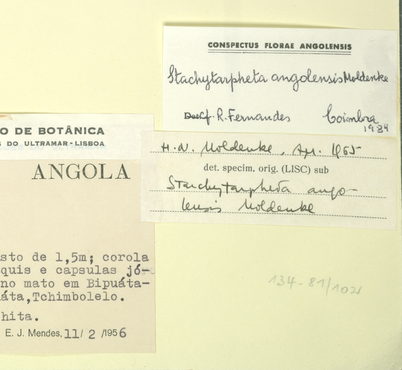 CONSPECTUS FLORAE ANGOLENSIS
Stachytarpheta angolensis Moldenke
Conf. R. Fernandes Coimbra
1984
H.N. Moldenke, Apr. 1965
det. specim. orig. (LISC) sub
Stachytarpheta ango-
lensis Moldenke
O DE BOTÂNICA
S DO ULTRAMAR-LISBOA
ANGOLA
sto de 1,5m; corola
quis e capsulas jó-
no mato em Bipuáta-
áta,Tchimbolelo.
hita.
E. J. Mendes, 11/ 2 /1956
134-81/